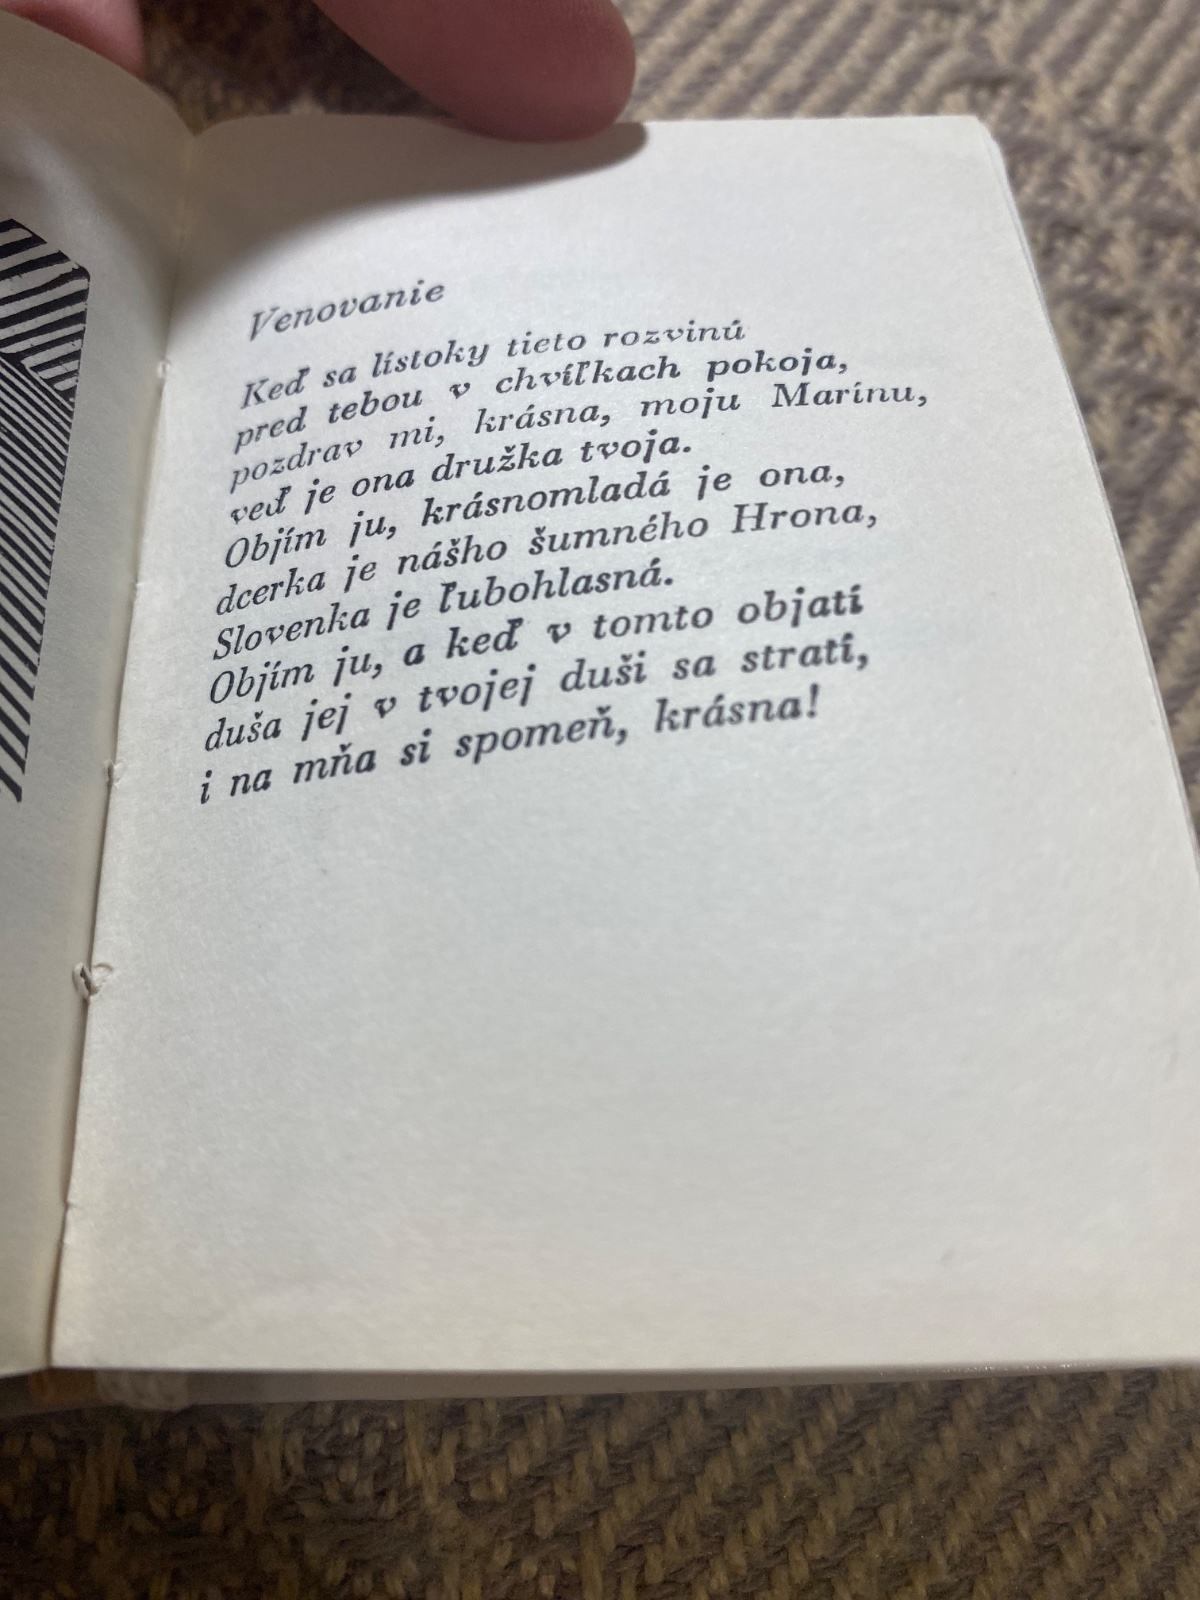 Venovanie
Keď sa lístoky tieto rozvinú
pred tebou v chvíľkach pokoja,
pozdrav mi, krásna, moju Marínu,
veď je ona družka tvoja.
Objím ju, krásnomladá je ona,
dcerka je nášho šumného Hrona,
Slovenka je ľubohlasná.
Objím ju, a keď v tomto objatí
duša jej v tvojej duši sa stratí,
i na mňa si spomeň, krásna!